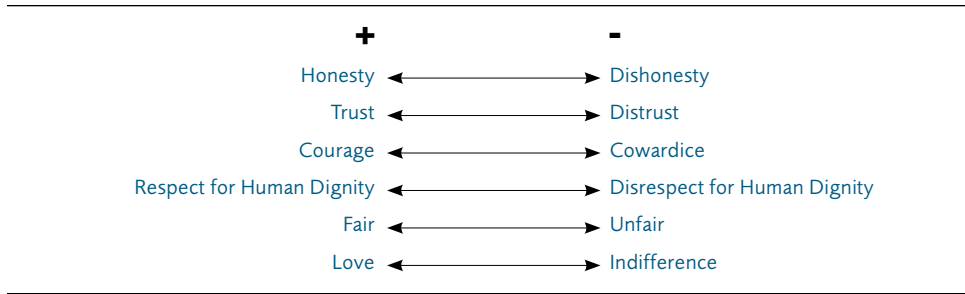 + -
Honesty Dishonesty
Trust Distrust
Courage Cowardice
Respect for Human Dignity Disrespect for Human Dignity
Fair Unfair
Love Indifference